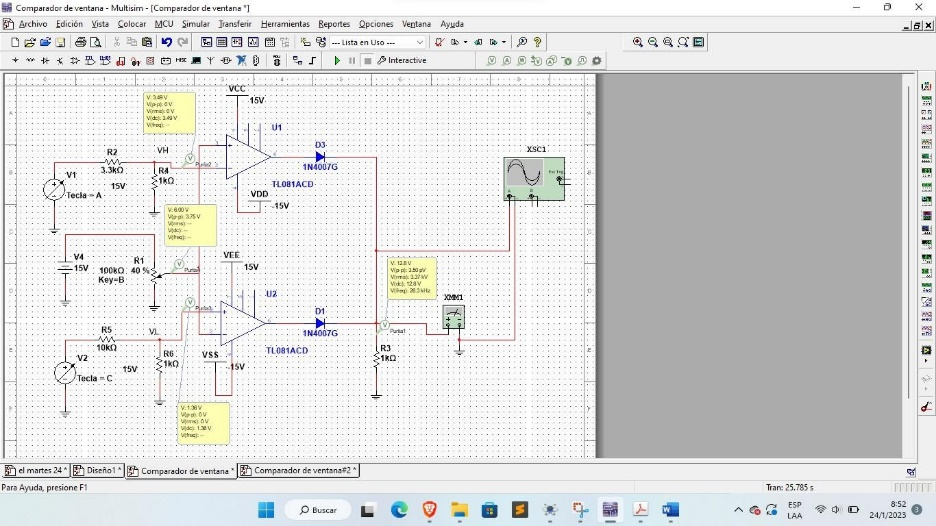 Comparador de ventana - Multisim - [Comparador de ventana *]
Archivo Edición Vista Colocar MCU Simular Transferir Herramientas Reportes Opciones Ventana Ayuda
--- Lista en Uso ---
Interactive
VCC
15V
V: 3.49 V
V(p-p): 0 V
V(rms): 0 V
V(dc): 3.49 V
V(freq): --
U1
D3
1N4007G
XSC1
R2
3.3kΩ
VH
Punta2
R4
1kΩ
TL081ACD
V1
15V
Tecla = A
VDD
-15V
V: 6.00 V
V(p-p): 3.75 V
V(rms): --
V(dc): --
V(freq): --
V4
15V
R1
100kΩ
40 %
Key=B
VEE
15V
V: 12.8 V
V(p-p): 3.50 pV
V(rms): 3.37 kV
V(dc): 12.8 V
V(freq): 26.3 kHz
U2
XMM1
D1
1N4007G
Punta1
R5
10kΩ
VL
TL081ACD
R3
1kΩ
R6
1kΩ
VSS
-15V
V2
15V
Tecla = C
V: 1.36 V
V(p-p): 0 V
V(rms): 0 V
V(dc): 1.36 V
V(freq): --
el martes 24 * Diseño1 * Comparador de ventana * Comparador de ventana#2 *
Para Ayuda, presione F1
Tran: 25.785 s
Buscar
ESP
LAA
8:52
24/1/2023
3